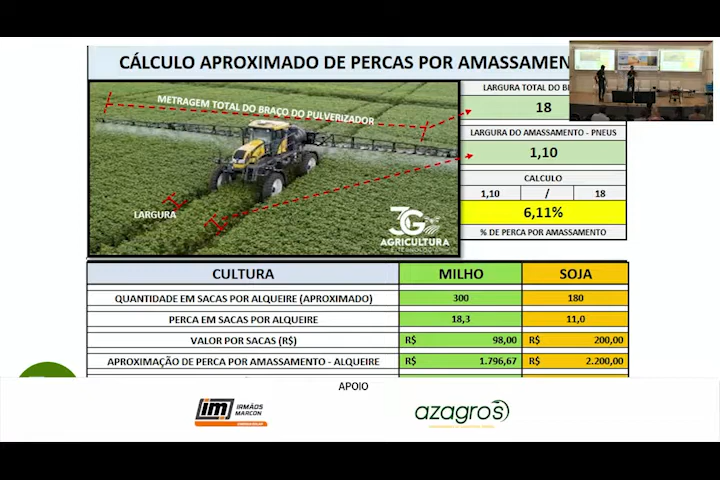 CÁLCULO APROXIMADO DE PERCAS POR AMASSAMEN
METRAGEM TOTAL DO BRAÇO DO PULVERIZADOR
LARGURA
3G
AGRICULTURA
LARGURA TOTAL DO B
18
LARGURA DO AMASSAMENTO - PNEUS
1,10
CALCULO
1,10 / 18
6,11%
% DE PERCA POR AMASSAMENTO
CULTURA MILHO SOJA
QUANTIDADE EM SACAS POR ALQUEIRE (APROXIMADO) 300 180
PERCA EM SACAS POR ALQUEIRE 18,3 11,0
VALOR POR SACAS (R$) R$ 98,00 R$ 200,00
APROXIMAÇÃO DE PERCA POR AMASSAMENTO - ALQUEIRE R$ 1.796,67 R$ 2.200,00
APOIO
im IRMÃOS
MARCON
azagros